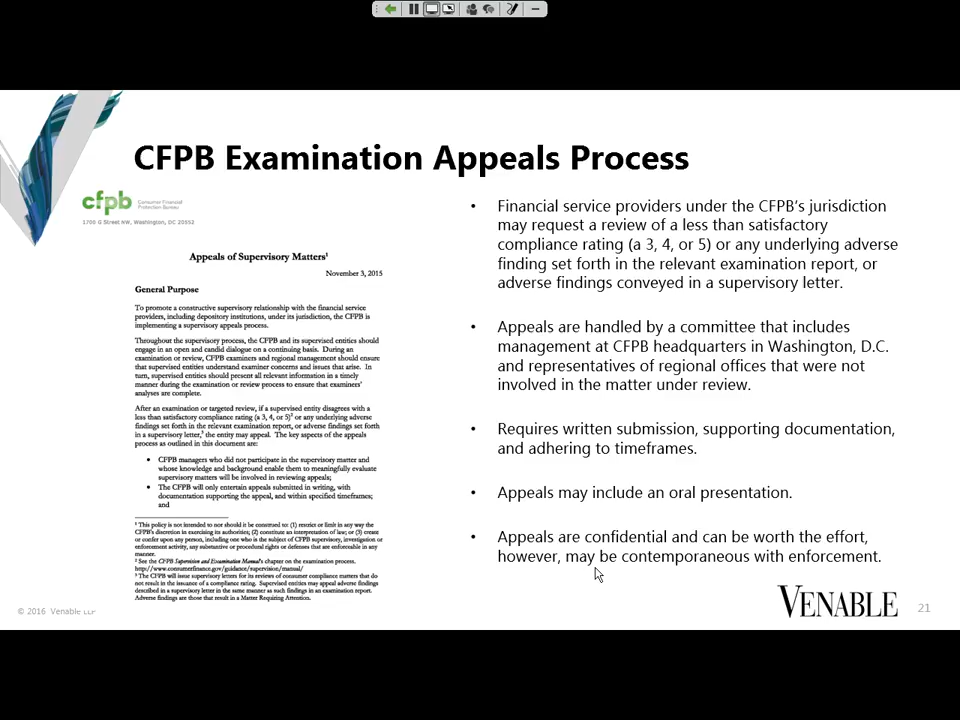 CFPB Examination Appeals Process
cfpb Consumer Financial
Protection Bureau
1700 G Street NW, Washington, DC 20552
Appeals of Supervisory Matters¹
November 3, 2015
General Purpose
To promote a constructive supervisory relationship with the financial service
providers, including depository institutions, under its jurisdiction, the CFPB is
implementing a supervisory appeals process.
Throughout the supervisory process, the CFPB and its supervised entities should
engage in an open and candid dialogue on a continuing basis. During an
examination or review, CFPB examiners and regional management should ensure
that supervised entities understand examiner concerns and issues that arise. In
turn, supervised entities should present all relevant information in a timely
manner during the examination or review process to ensure that examiners'
analyses are complete.
After an examination or targeted review, if a supervised entity disagrees with a
less than satisfactory compliance rating (a 3, 4, or 5)² or any underlying adverse
findings set forth in the relevant examination report, or adverse findings set forth
in a supervisory letter,³ the entity may appeal. The key aspects of the appeals
process as outlined in this document are:
• CFPB managers who did not participate in the supervisory matter and
whose knowledge and background enable them to meaningfully evaluate
supervisory matters will be involved in reviewing appeals;
• The CFPB will only entertain appeals submitted in writing, with
documentation supporting the appeal, and within specified timeframes;
and
¹ This policy is not intended to nor should it be construed to: (1) restrict or limit in any way the
CFPB's discretion in exercising its authorities; (2) constitute an interpretation of law; or (3) create
or confer upon any person, including one who is the subject of CFPB supervisory, investigation or
enforcement activity, any substantive or procedural rights or defenses that are enforceable in any
manner.
² See the CFPB Supervision and Examination Manual's chapter on the examination process.
http://www.consumerfinance.gov/guidance/supervision/manual/
³ The CFPB will issue supervisory letters for its reviews of consumer compliance matters that do
not result in the issuance of a compliance rating. Supervised entities may appeal adverse findings
described in a supervisory letter in the same manner as such findings in an examination report.
Adverse findings are those that result in a Matter Requiring Attention.
• Financial service providers under the CFPB's jurisdiction
may request a review of a less than satisfactory
compliance rating (a 3, 4, or 5) or any underlying adverse
finding set forth in the relevant examination report, or
adverse findings conveyed in a supervisory letter.
• Appeals are handled by a committee that includes
management at CFPB headquarters in Washington, D.C.
and representatives of regional offices that were not
involved in the matter under review.
• Requires written submission, supporting documentation,
and adhering to timeframes.
• Appeals may include an oral presentation.
• Appeals are confidential and can be worth the effort,
however, may be contemporaneous with enforcement.
© 2016 Venable LLP
VENABLE
21